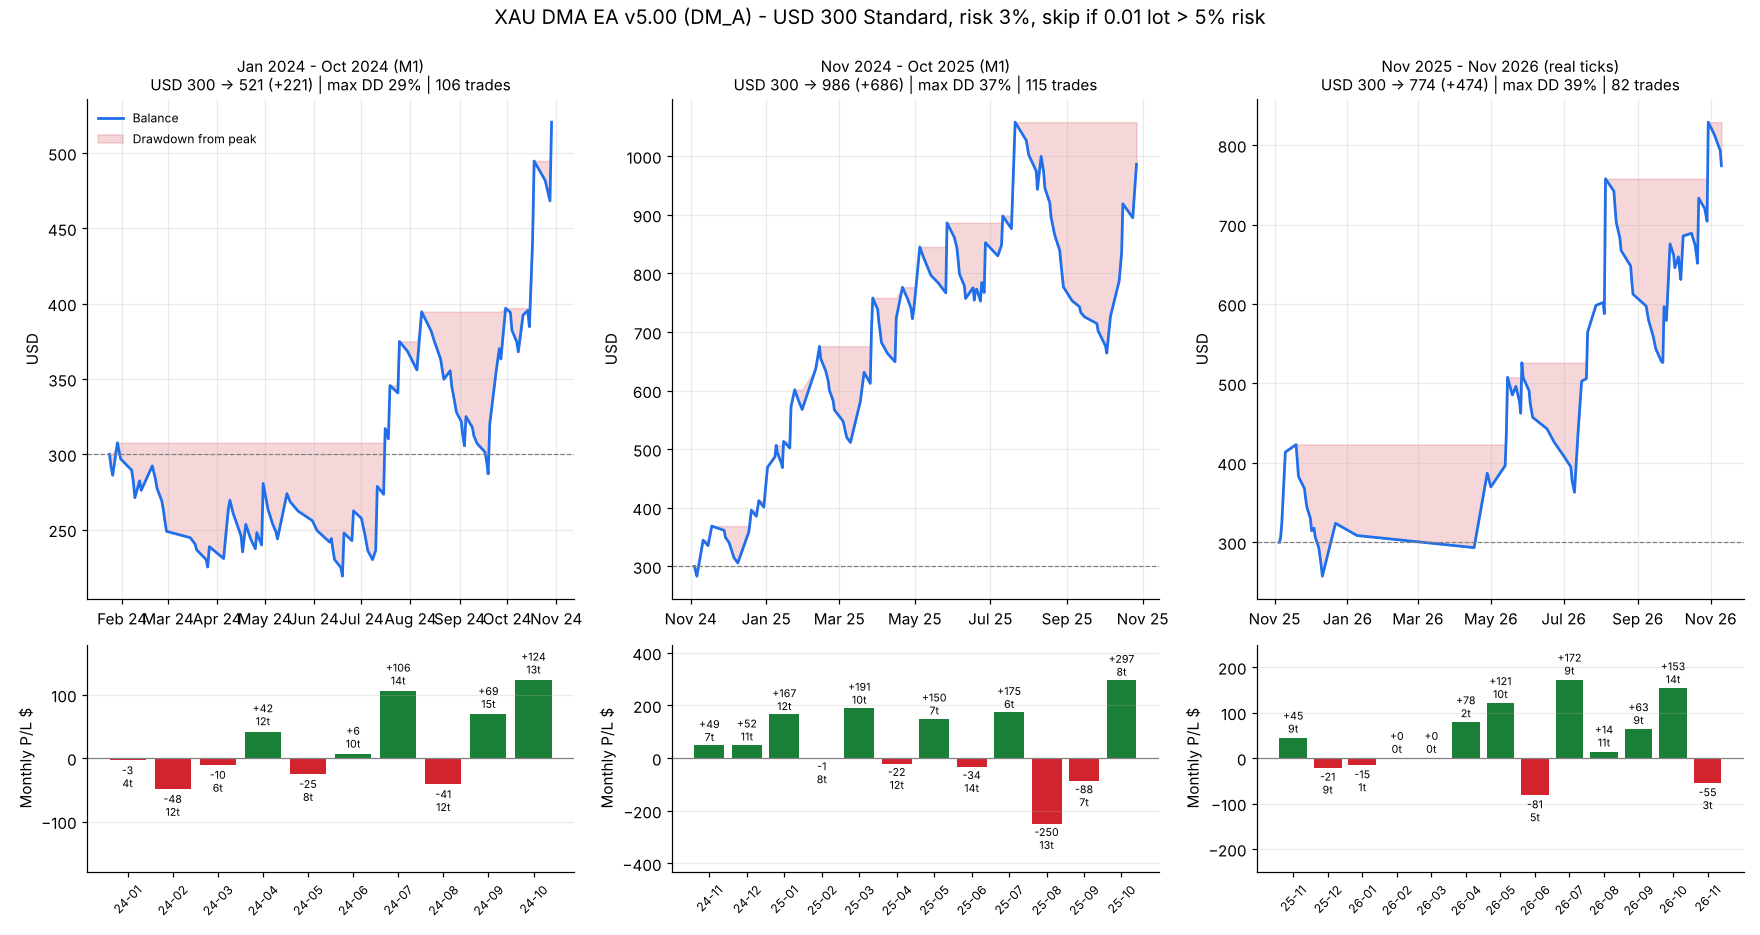 XAU DMA EA v5.00 (DM_A) - USD 300 Standard, risk 3%, skip if 0.01 lot > 5% risk
Jan 2024 - Oct 2024 (M1)
USD 300 → 521 (+221) | max DD 29% | 106 trades
Balance
Drawdown from peak
USD
500
450
400
350
300
250
Feb 24 Mar 24 Apr 24 May 24 Jun 24 Jul 24 Aug 24 Sep 24 Oct 24 Nov 24
Nov 2024 - Oct 2025 (M1)
USD 300 → 986 (+686) | max DD 37% | 115 trades
USD
1000
900
800
700
600
500
400
300
Nov 24 Jan 25 Mar 25 May 25 Jul 25 Sep 25 Nov 25
Nov 2025 - Nov 2026 (real ticks)
USD 300 → 774 (+474) | max DD 39% | 82 trades
USD
800
700
600
500
400
300
Nov 25 Jan 26 Mar 26 May 26 Jul 26 Sep 26 Nov 26
Monthly P/L $
100
0
−100
-3
4t
-48
12t
-10
6t
+42
12t
-25
8t
+6
10t
+106
14t
-41
12t
+69
15t
+124
13t
24-01 24-02 24-03 24-04 24-05 24-06 24-07 24-08 24-09 24-10
Monthly P/L $
400
200
0
−200
−400
+49
7t
+52
11t
+167
12t
-1
8t
+191
10t
-22
12t
+150
7t
-34
14t
+175
6t
-250
13t
-88
7t
+297
8t
24-11 24-12 25-01 25-02 25-03 25-04 25-05 25-06 25-07 25-08 25-09 25-10
Monthly P/L $
200
100
0
−100
−200
+45
9t
-21
9t
-15
1t
+0
0t
+0
0t
+78
2t
+121
10t
-81
5t
+172
9t
+14
11t
+63
9t
+153
14t
-55
3t
25-11 25-12 26-01 26-02 26-03 26-04 26-05 26-06 26-07 26-08 26-09 26-10 26-11